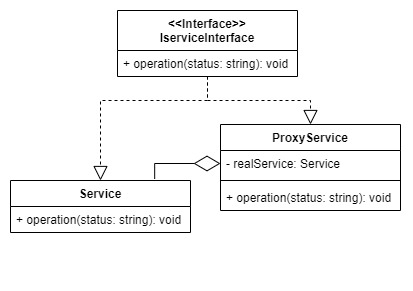 <<Interface>>
IserviceInterface
+ operation(status: string): void
ProxyService
- realService: Service
+ operation(status: string): void
Service
+ operation(status: string): void